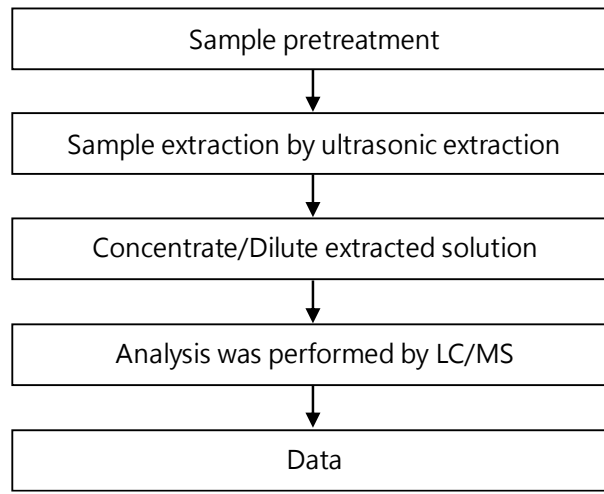 Sample pretreatment
Sample extraction by ultrasonic extraction
Concentrate/Dilute extracted solution
Analysis was performed by LC/MS
Data